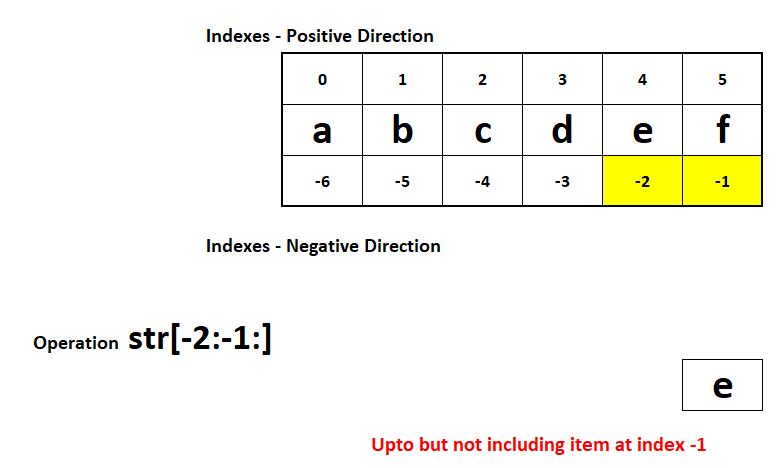 Indexes - Positive Direction
0 1 2 3 4 5
a b c d e f
-6 -5 -4 -3 -2 -1
Indexes - Negative Direction
Operation str[-2:-1:]
e
Upto but not including item at index -1